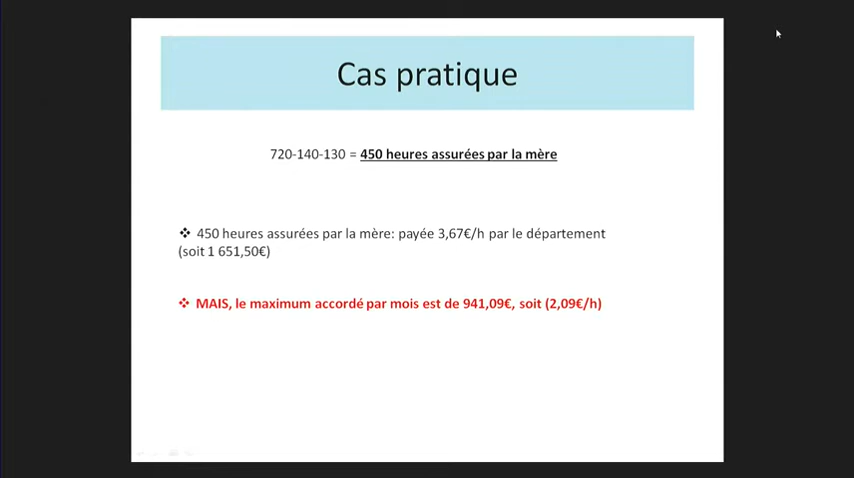 Cas pratique
720-140-130 = 450 heures assurées par la mère
❖ 450 heures assurées par la mère: payée 3,67€/h par le département
(soit 1 651,50€)
❖ MAIS, le maximum accordé par mois est de 941,09€, soit (2,09€/h)